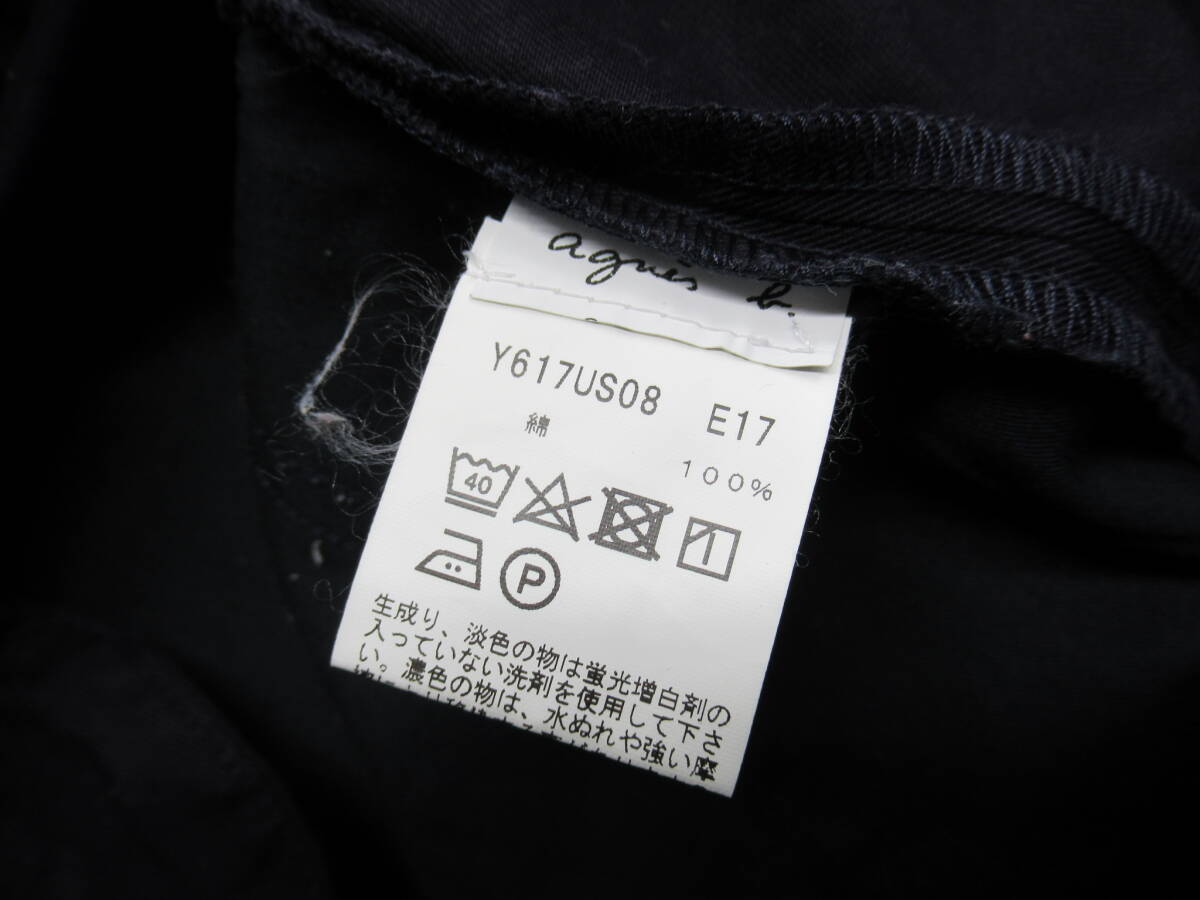 agnès b.
Y617US08 E17
綿 100%
40
P
生成り、淡色の物は蛍光増白剤の
入っていない洗剤を使用して下さ
い。濃色の物は、水ぬれや強い摩